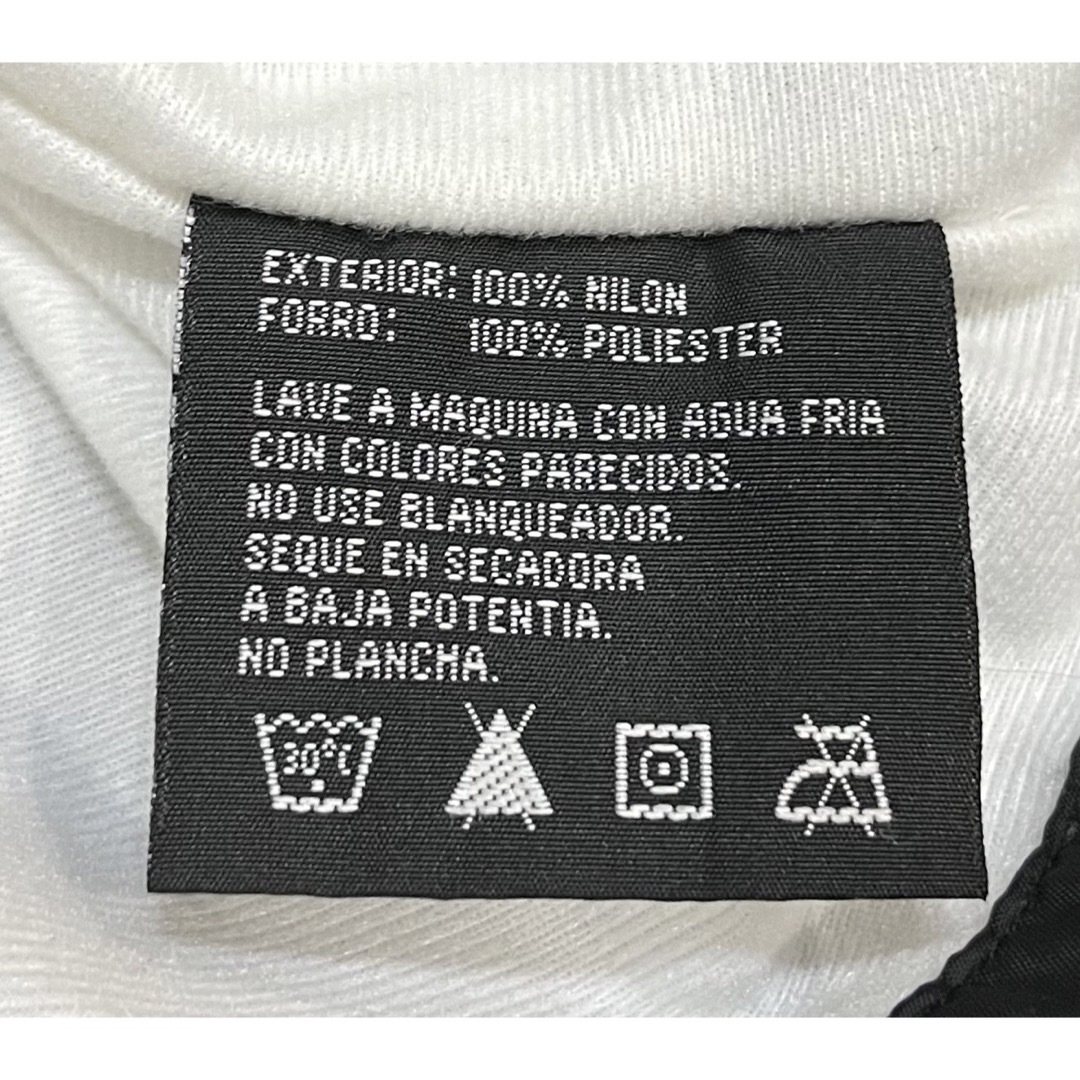 EXTERIOR: 100% NILON
FORRO: 100% POLIESTER
LAVE A MAQUINA CON AGUA FRIA
CON COLORES PARECIDOS.
NO USE BLANQUEADOR.
SEQUE EN SECADORA
A BAJA POTENTIA.
NO PLANCHA.
30°C